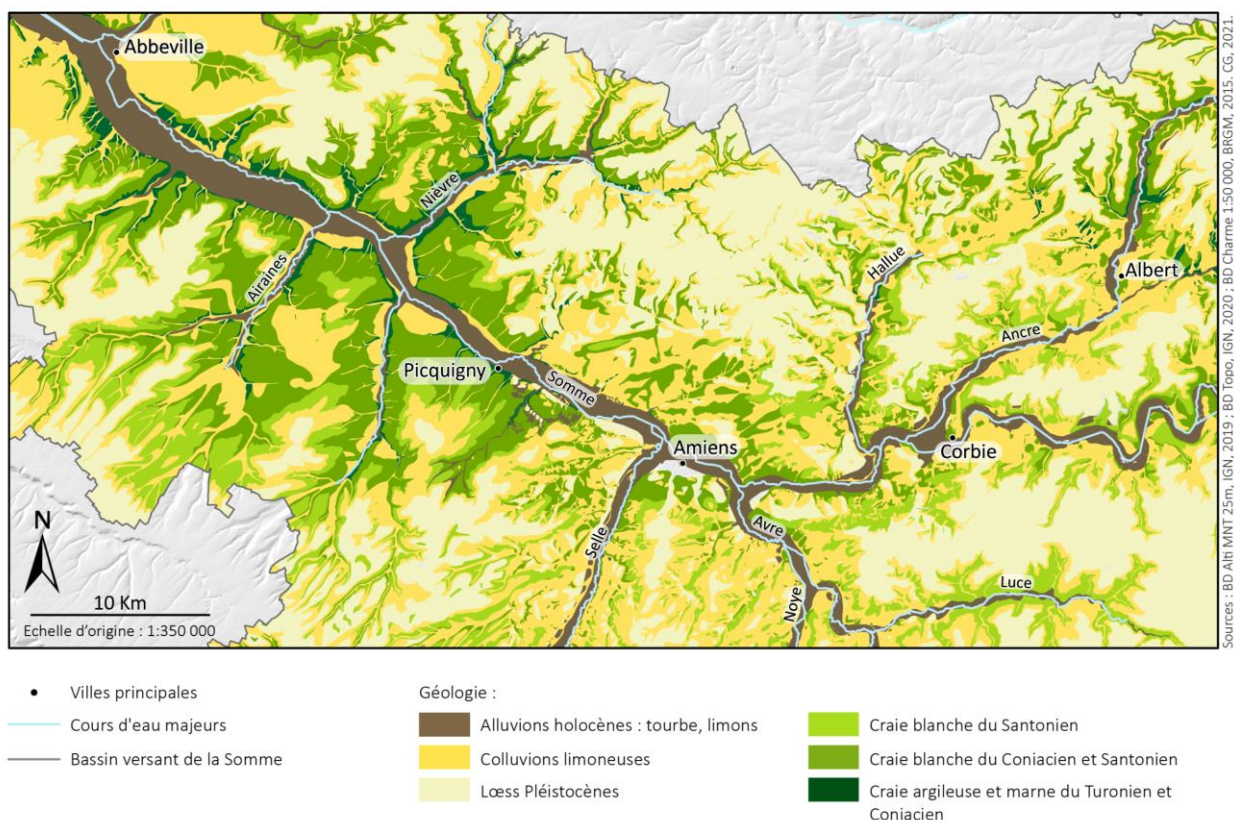 Abbeville
Nièvre
Airaines
Hallue
Albert
Ancre
Picquigny
Somme
Amiens
Corbie
Avre
Selle
Noye
Luce
N
10 Km
Echelle d'origine : 1:350 000
Sources : BD Alti MNT 25m, IGN, 2019 ; BD Topo, IGN, 2020 ; BD Charme 1:50 000, BRGM, 2015. CG, 2021.
Villes principales
Cours d'eau majeurs
Bassin versant de la Somme
Géologie :
Alluvions holocènes : tourbe, limons
Colluvions limoneuses
Lœss Pléistocènes
Craie blanche du Santonien
Craie blanche du Coniacien et Santonien
Craie argileuse et marne du Turonien et
Coniacien